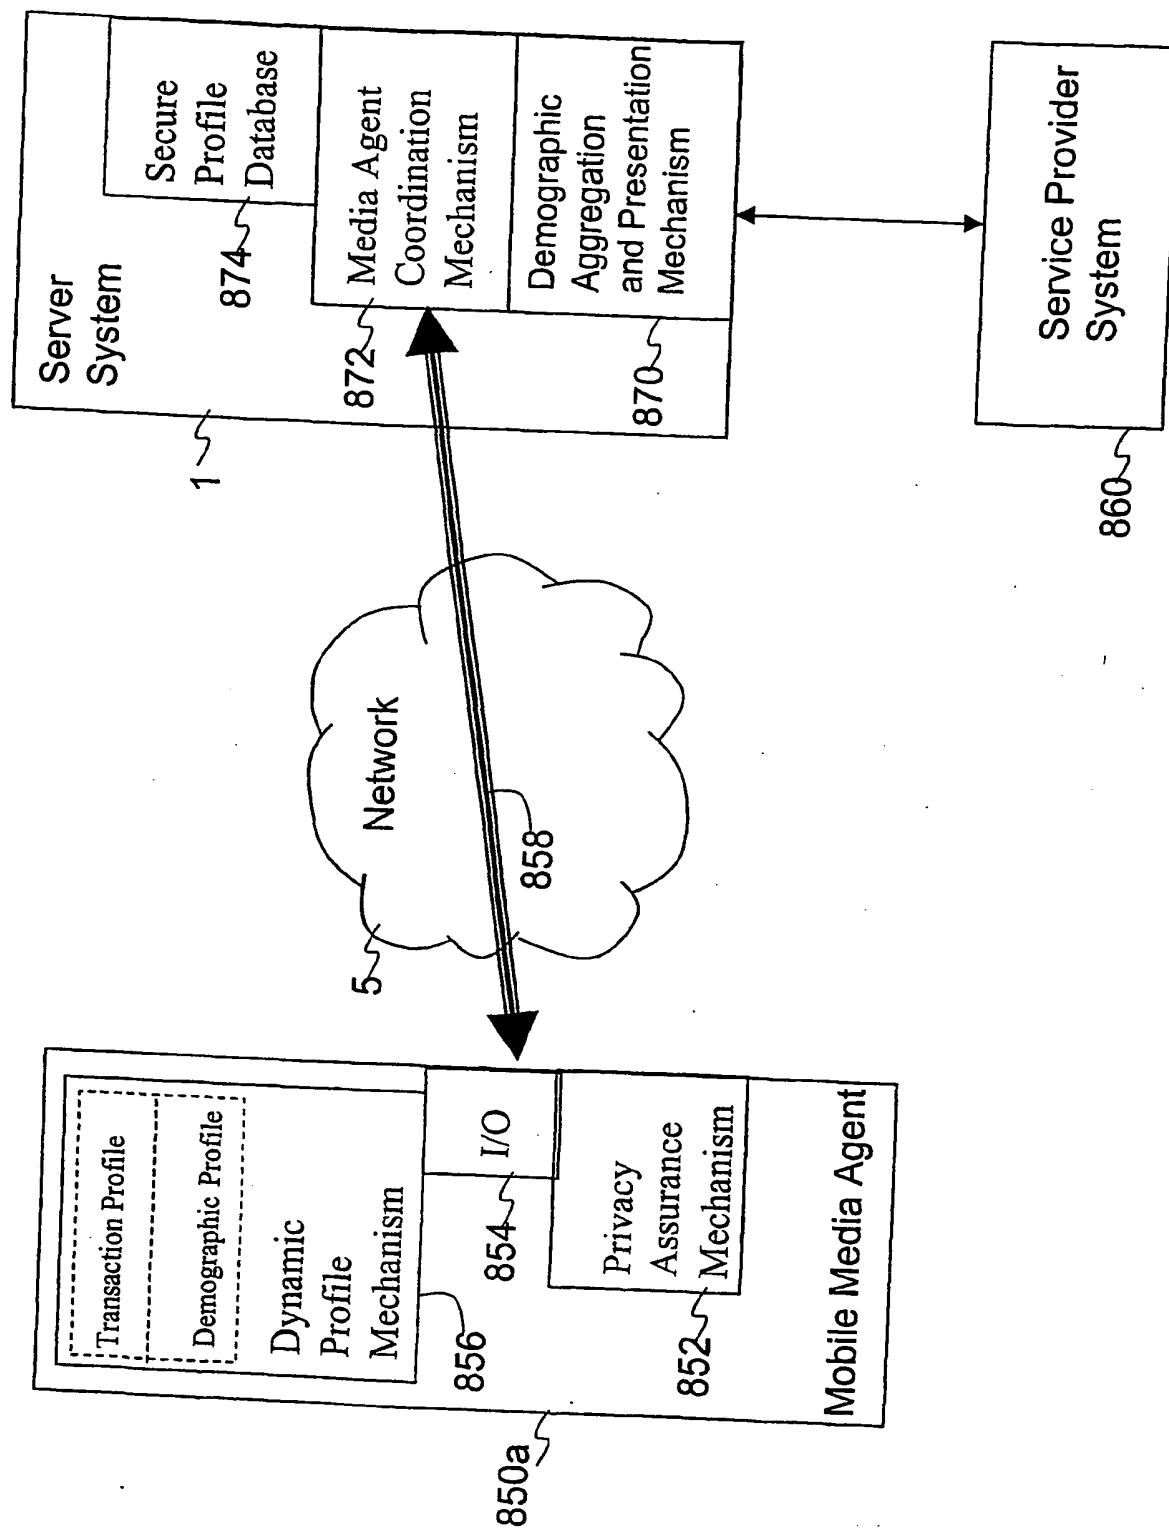 Transaction Profile
Demographic Profile
Dynamic
Profile
Mechanism
856
I/O
854
Privacy
Assurance
Mechanism
852
Mobile Media Agent
850a
Network
5
858
Server
System
1
Secure
Profile
Database
874
Media Agent
Coordination
Mechanism
872
Demographic
Aggregation
and Presentation
Mechanism
870
Service Provider
System
860